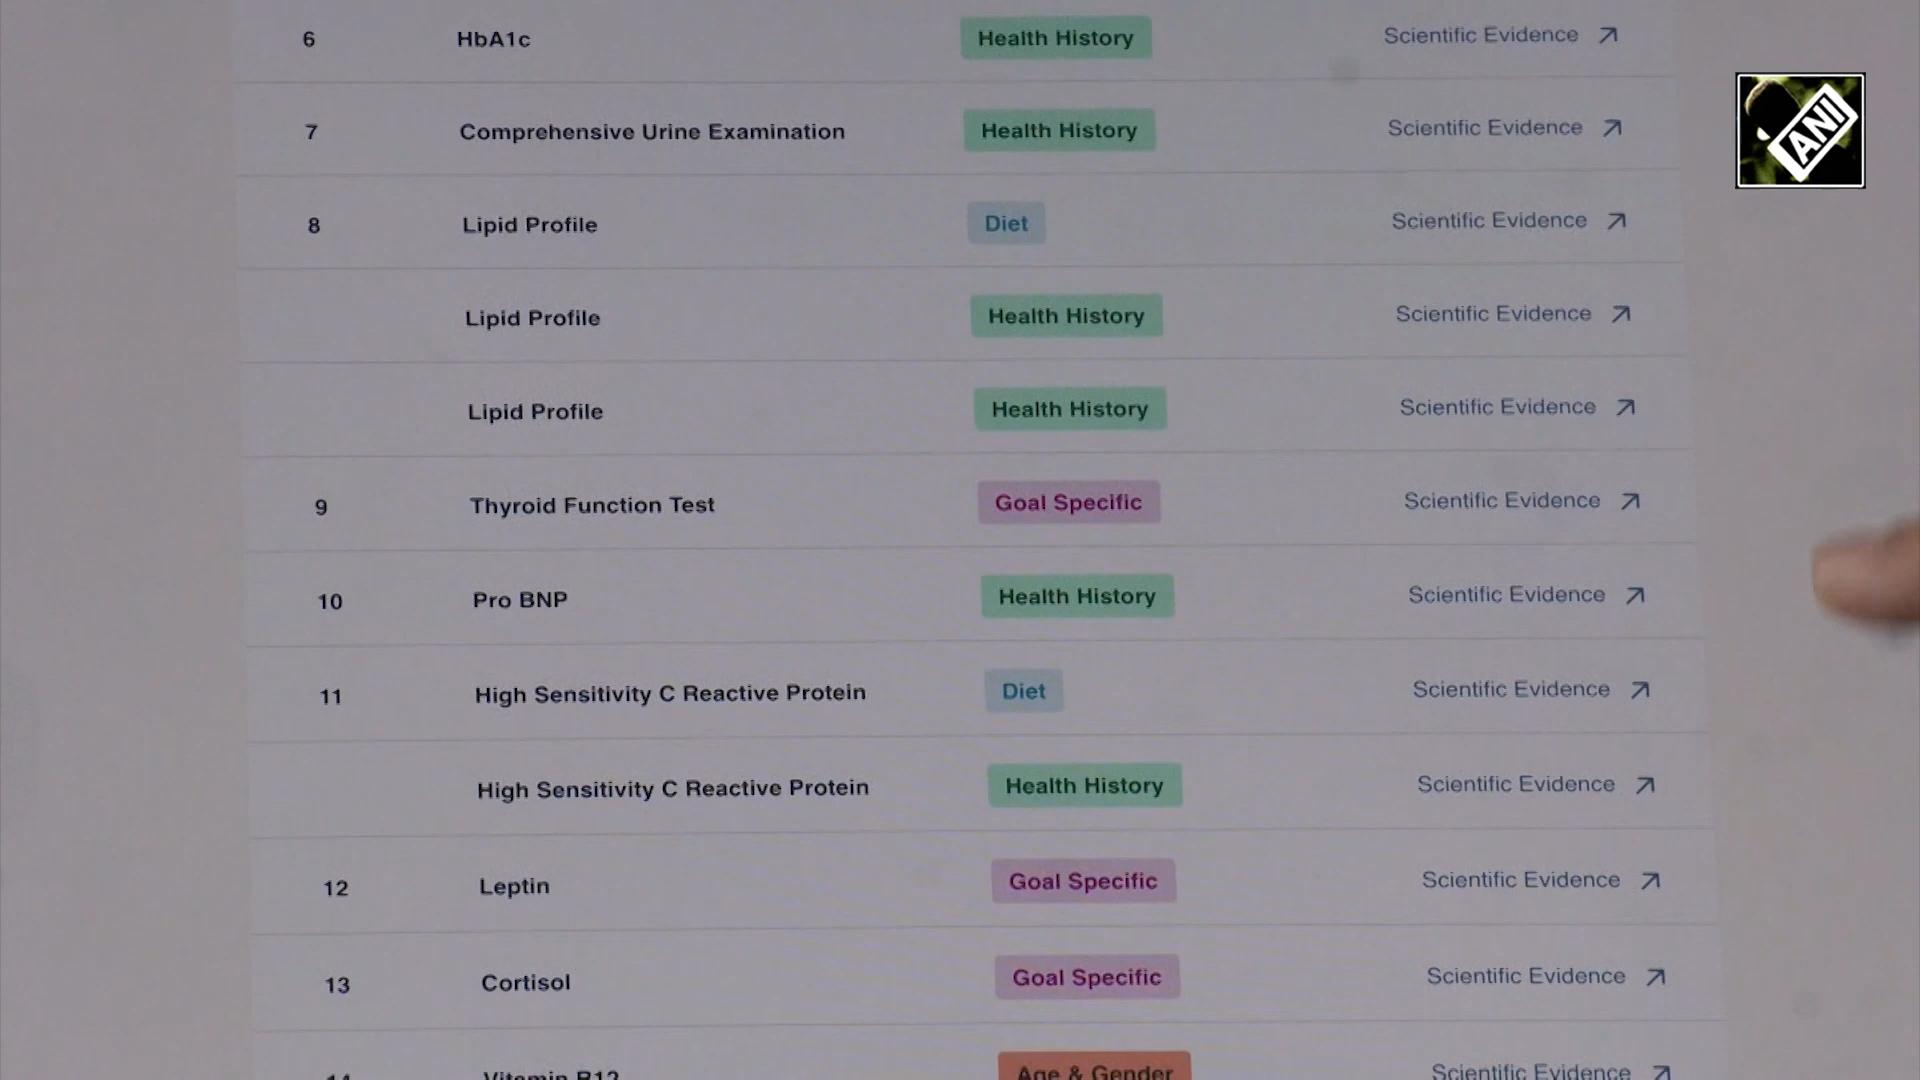 6 HbA1c Health History Scientific Evidence
7 Comprehensive Urine Examination Health History Scientific Evidence
8 Lipid Profile Diet Scientific Evidence
Lipid Profile Health History Scientific Evidence
Lipid Profile Health History Scientific Evidence
9 Thyroid Function Test Goal Specific Scientific Evidence
10 Pro BNP Health History Scientific Evidence
11 High Sensitivity C Reactive Protein Diet Scientific Evidence
High Sensitivity C Reactive Protein Health History Scientific Evidence
12 Leptin Goal Specific Scientific Evidence
13 Cortisol Goal Specific Scientific Evidence
14 Vitamin B12 Age & Gender Scientific Evidence
ANI